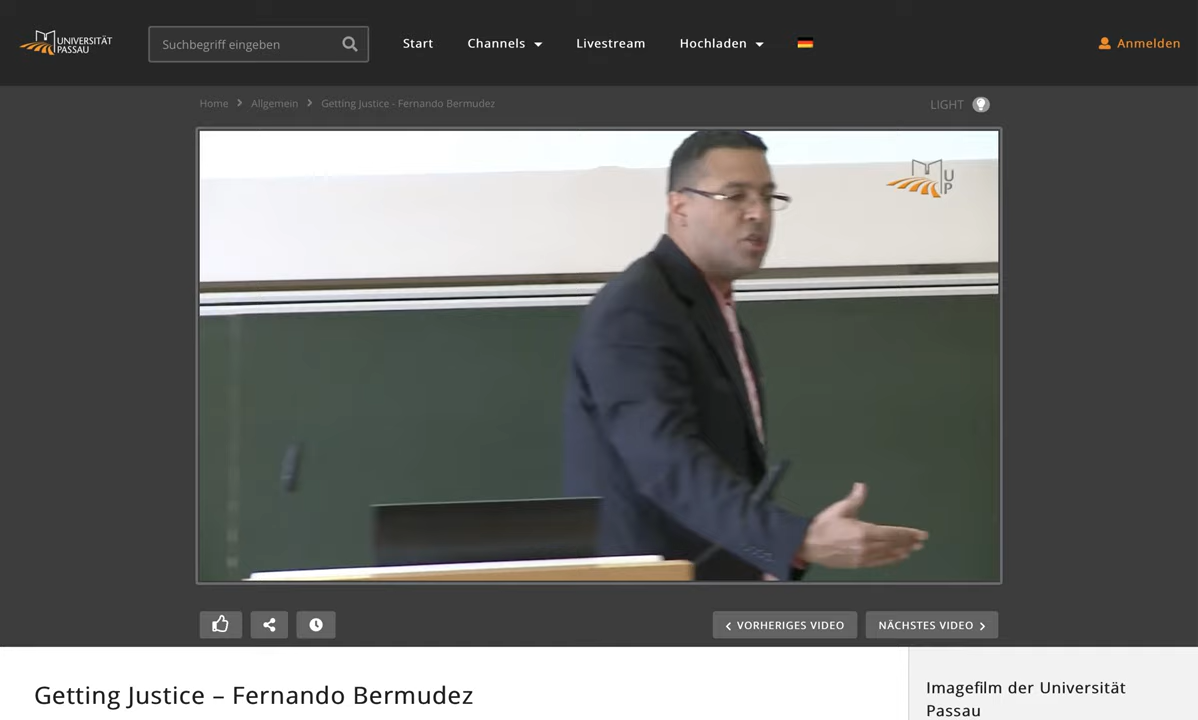 UNIVERSITÄT
PASSAU
Suchbegriff eingeben
Start
Channels
Livestream
Hochladen
Anmelden
Home > Allgemein > Getting Justice - Fernando Bermudez
LIGHT
U
P
VORHERIGES VIDEO
NÄCHSTES VIDEO
Getting Justice – Fernando Bermudez
Imagefilm der Universität
Passau